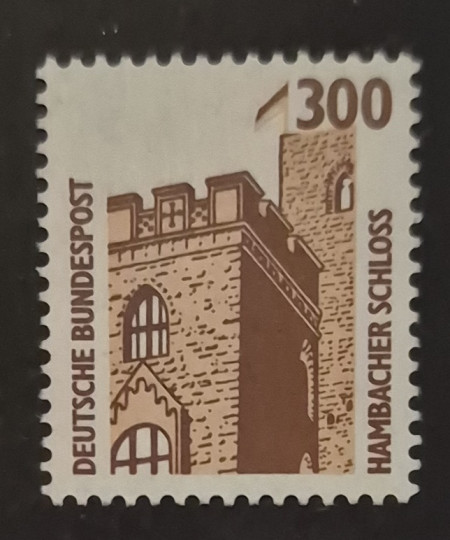 300
DEUTSCHE BUNDESPOST
HAMBACHER SCHLOSS